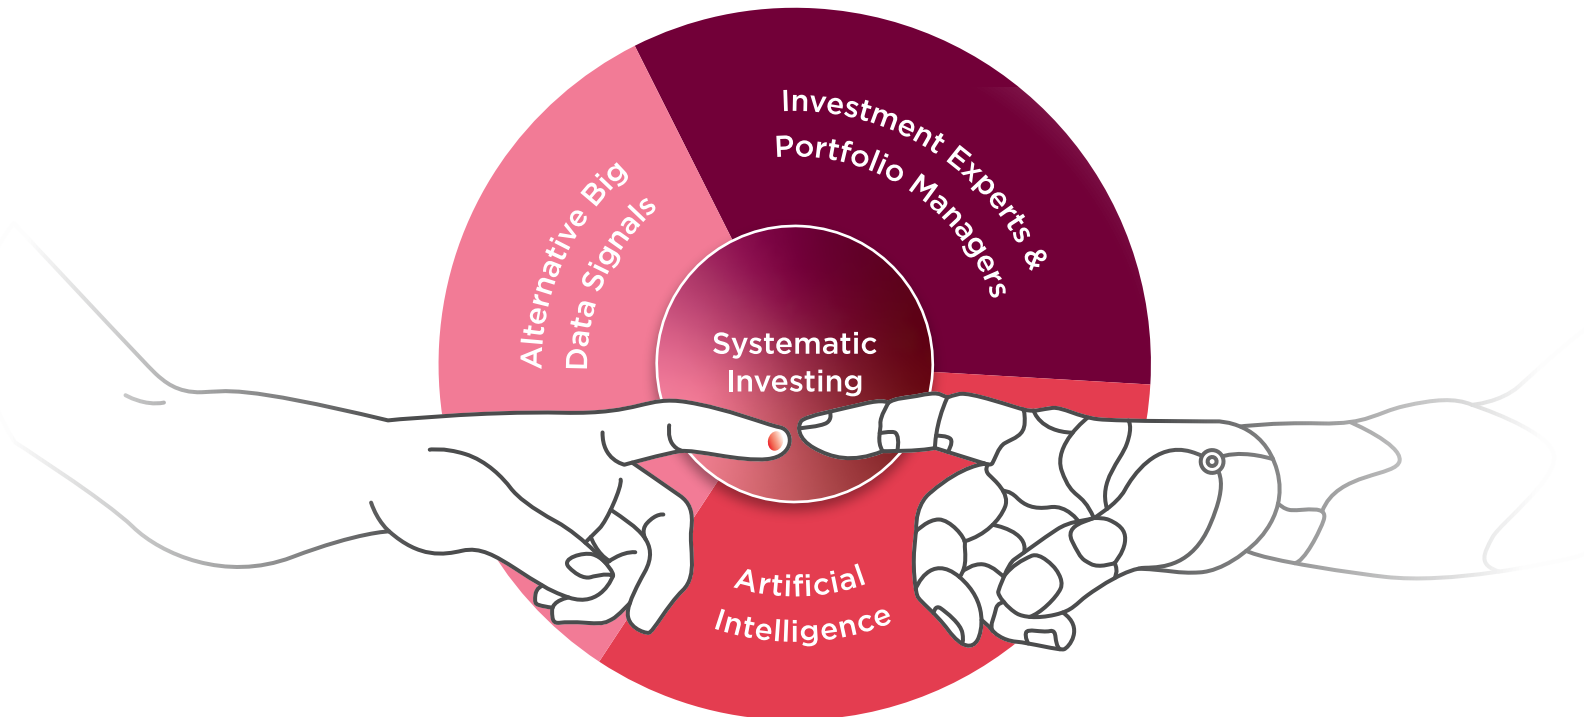 Investment Experts &
Portfolio Managers
Alternative Big
Data Signals
Systematic
Investing
Artificial
Intelligence